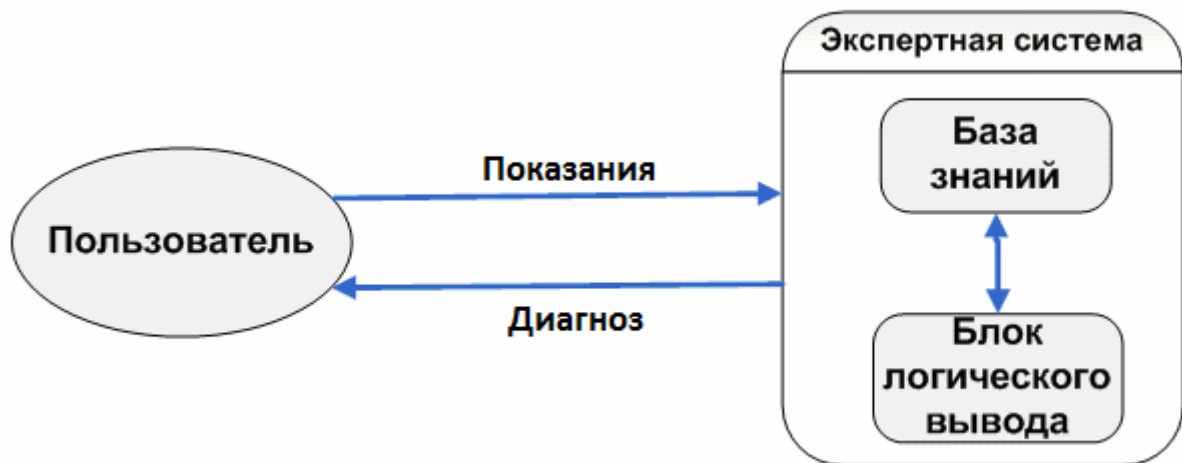 Экспертная система
База
знаний
Показания
Пользователь
Диагноз
Блок
логического
вывода